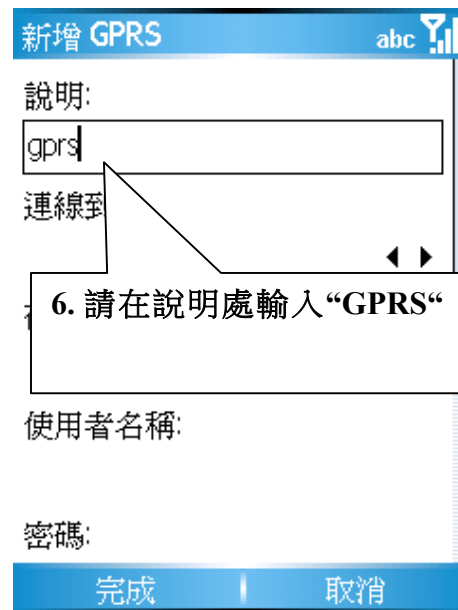 新增 GPRS abc
說明:
gprs
連線到
6. 請在說明處輸入“GPRS“
使用者名稱:
密碼:
完成 取消